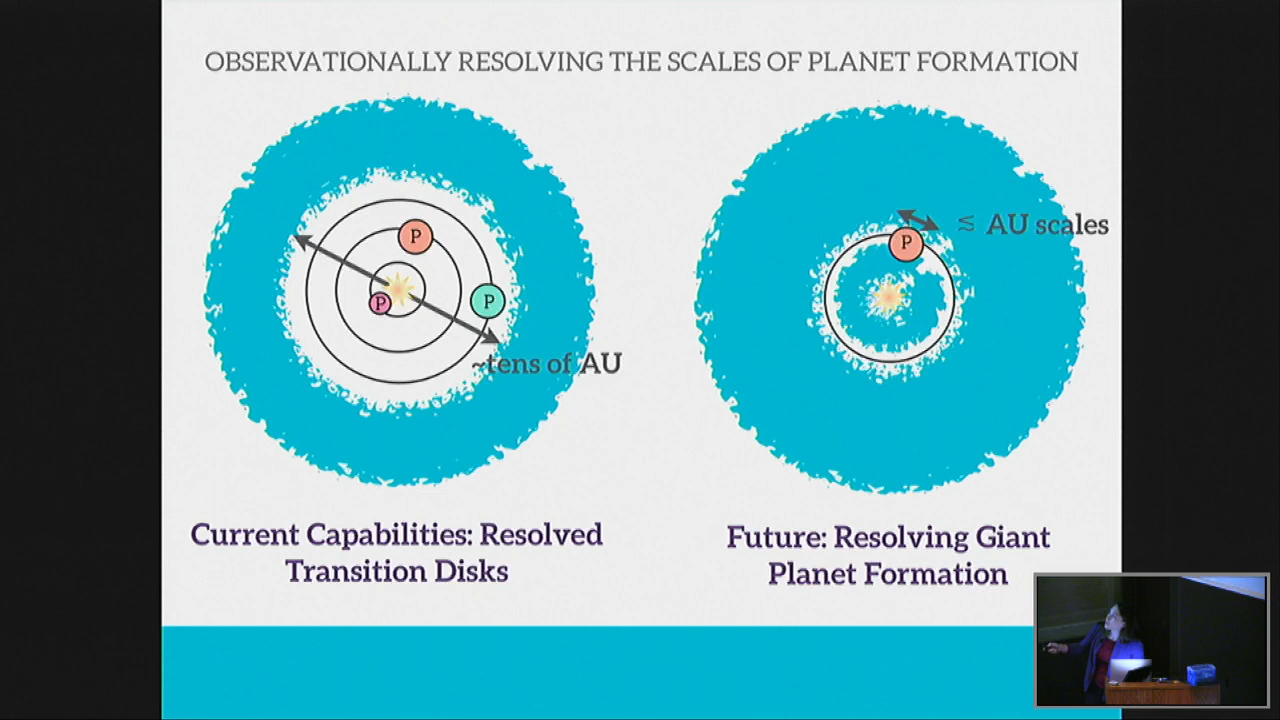 OBSERVATIONALLY RESOLVING THE SCALES OF PLANET FORMATION
P
P
P
~tens of AU
P
≲ AU scales
Current Capabilities: Resolved
Transition Disks
Future: Resolving Giant
Planet Formation